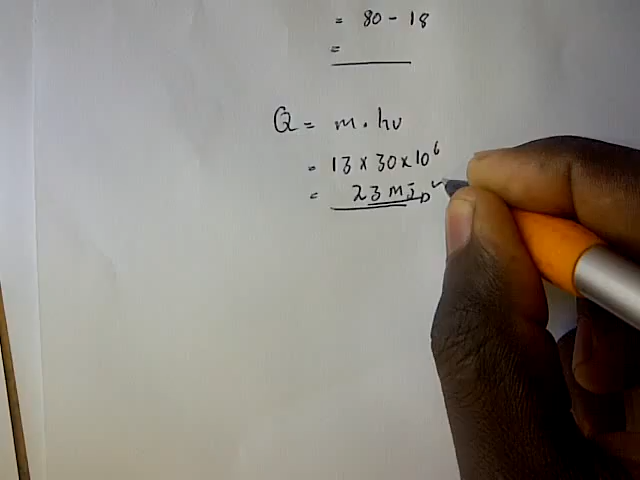 = 80 - 18
=
Q = m . hv
= 13 x 30 x 10⁶
= 23 MJ